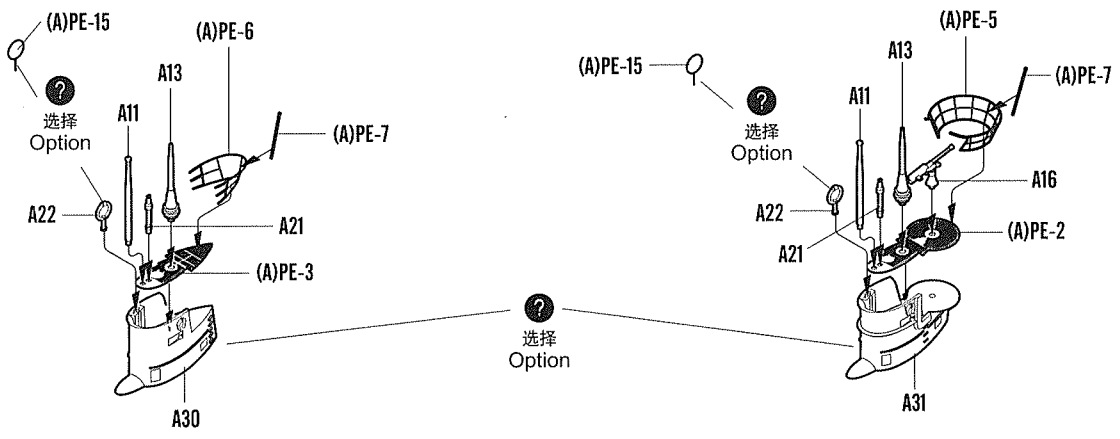 (A)PE-15
(A)PE-6
A13
?
选择
Option
A11
(A)PE-7
A22
A21
(A)PE-3
A30
?
选择
Option
(A)PE-5
A13
(A)PE-15
(A)PE-7
?
选择
Option
A11
A16
A22
A21
(A)PE-2
A31